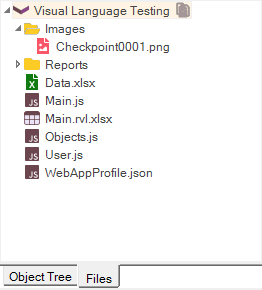 Visual Language Testing
Images
Checkpoint0001.png
Reports
Data.xlsx
Main.js
Main.rvl.xlsx
Objects.js
User.js
WebAppProfile.json
Object Tree
Files